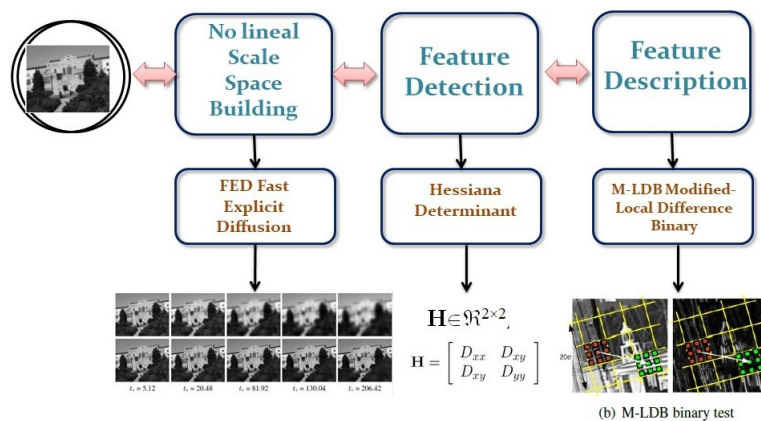 No lineal
Scale
Space
Building
Feature
Detection
Feature
Description
FED Fast
Explicit
Diffusion
Hessiana
Determinant
M-LDB Modified-
Local Difference
Binary
H∈ℜ²ˣ²,
H = [ Dxx Dxy
Dxy Dyy ]
20σ
tᵢ = 5.12 tᵢ = 20.48 tᵢ = 81.92 tᵢ = 130.04 tᵢ = 206.42
(b) M-LDB binary test